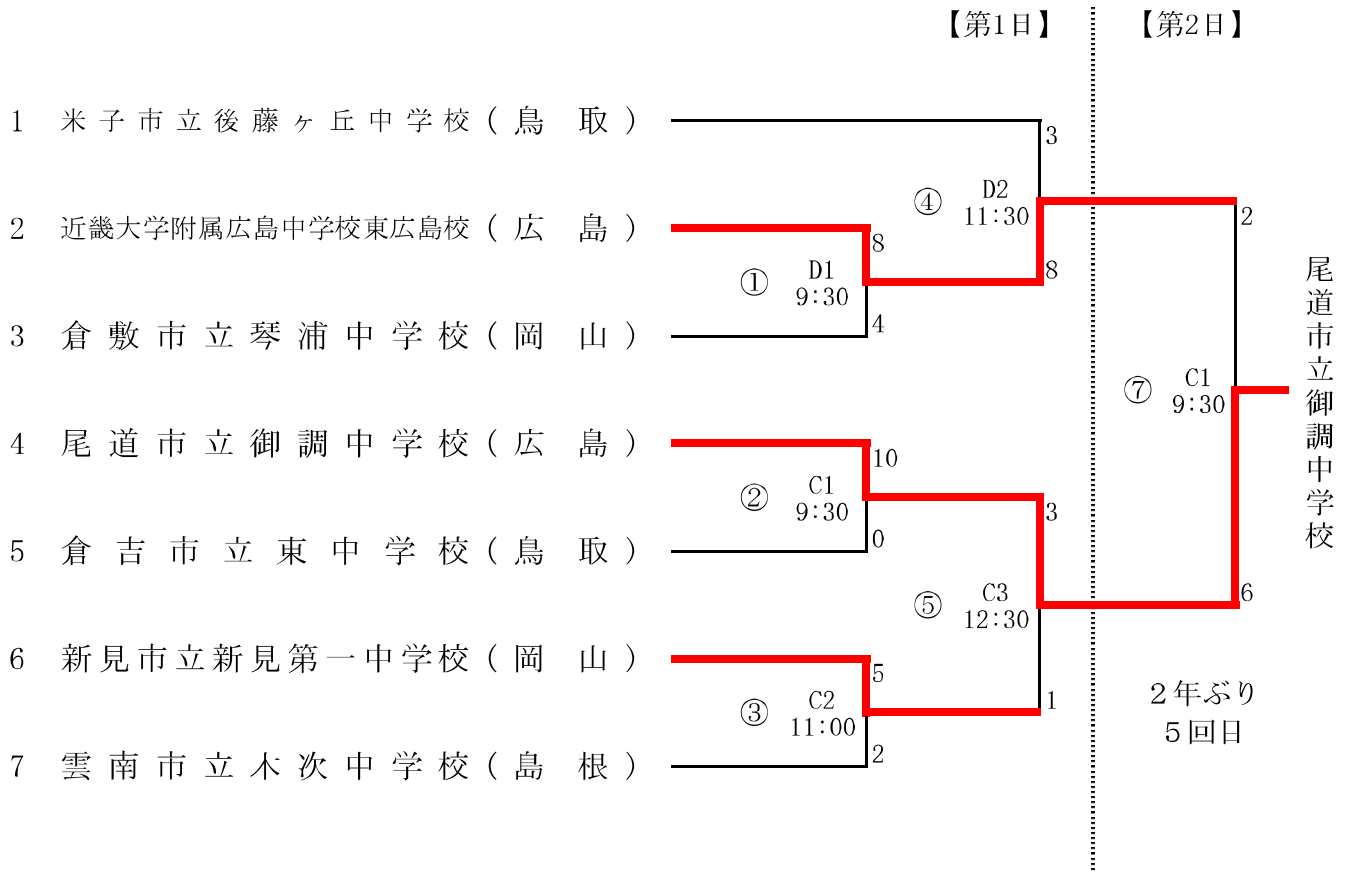 【第1日】 【第2日】
1 米子市立後藤ヶ丘中学校(鳥 取)
3
④ D2
11:30
2
2 近畿大学附属広島中学校東広島校(広 島)
8
8
① D1
9:30
4
3 倉敷市立琴浦中学校(岡 山)
尾道市立御調中学校
⑦ C1
9:30
4 尾道市立御調中学校(広 島)
10
② C1
9:30
3
0
5 倉吉市立東中学校(鳥 取)
⑤ C3
12:30
6
6 新見市立新見第一中学校(岡 山)
5
③ C2
11:00
1
2
7 雲南市立木次中学校(島 根)
2年ぶり
5回日